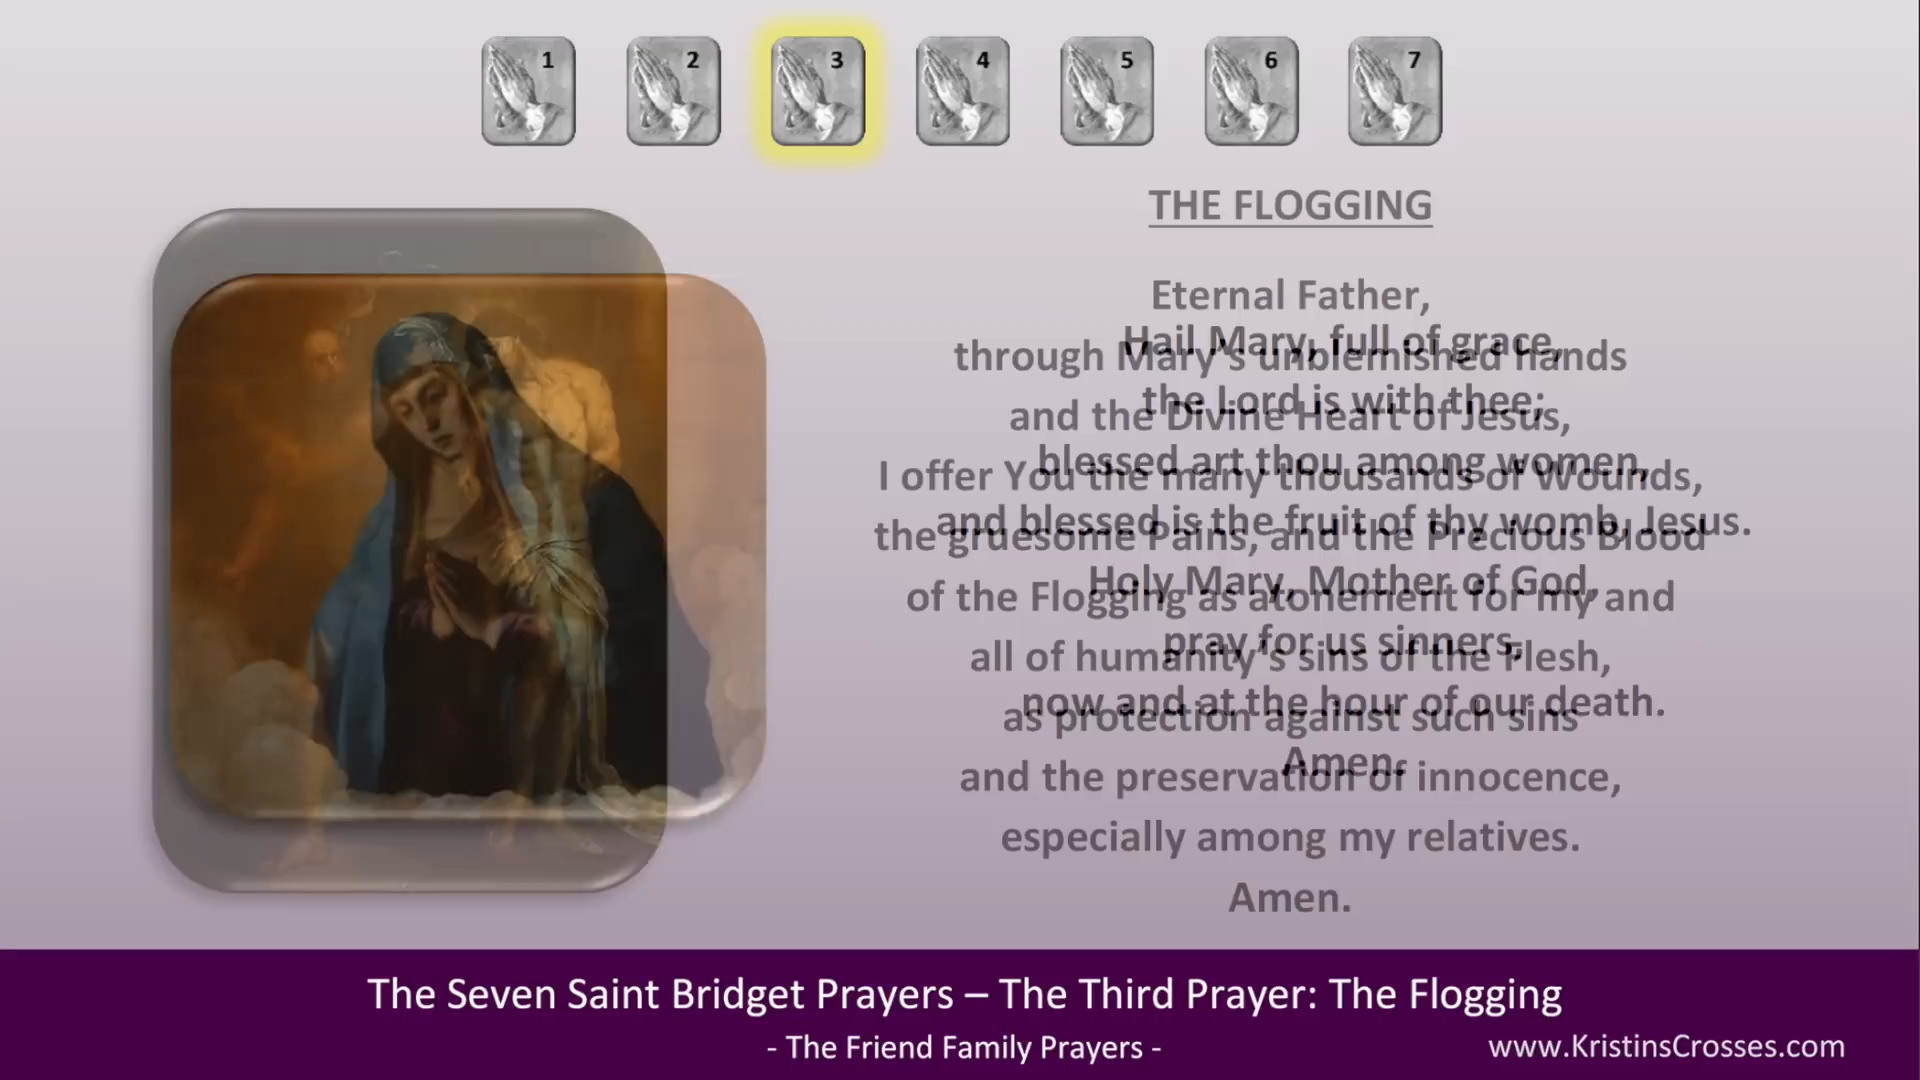 1 2 3 4 5 6 7
THE FLOGGING
Eternal Father,
through Mary's unblemished hands
and the Divine Heart of Jesus,
I offer You the many thousands of Wounds,
the gruesome Pains, and the Precious Blood
of the Flogging as atonement for my and
all of humanity's sins of the Flesh,
as protection against such sins
and the preservation of innocence,
especially among my relatives.
Amen.
Hail Mary, full of grace,
the Lord is with thee;
blessed art thou among women,
and blessed is the fruit of thy womb, Jesus.
Holy Mary, Mother of God,
pray for us sinners,
now and at the hour of our death.
Amen.
The Seven Saint Bridget Prayers – The Third Prayer: The Flogging
- The Friend Family Prayers -
www.KristinsCrosses.com